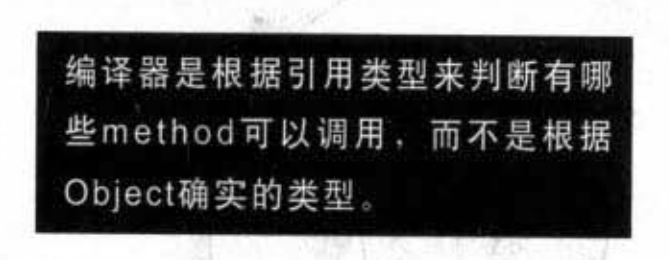 编译器是根据引用类型来判断有哪
些method可以调用，而不是根据
Object确实的类型。